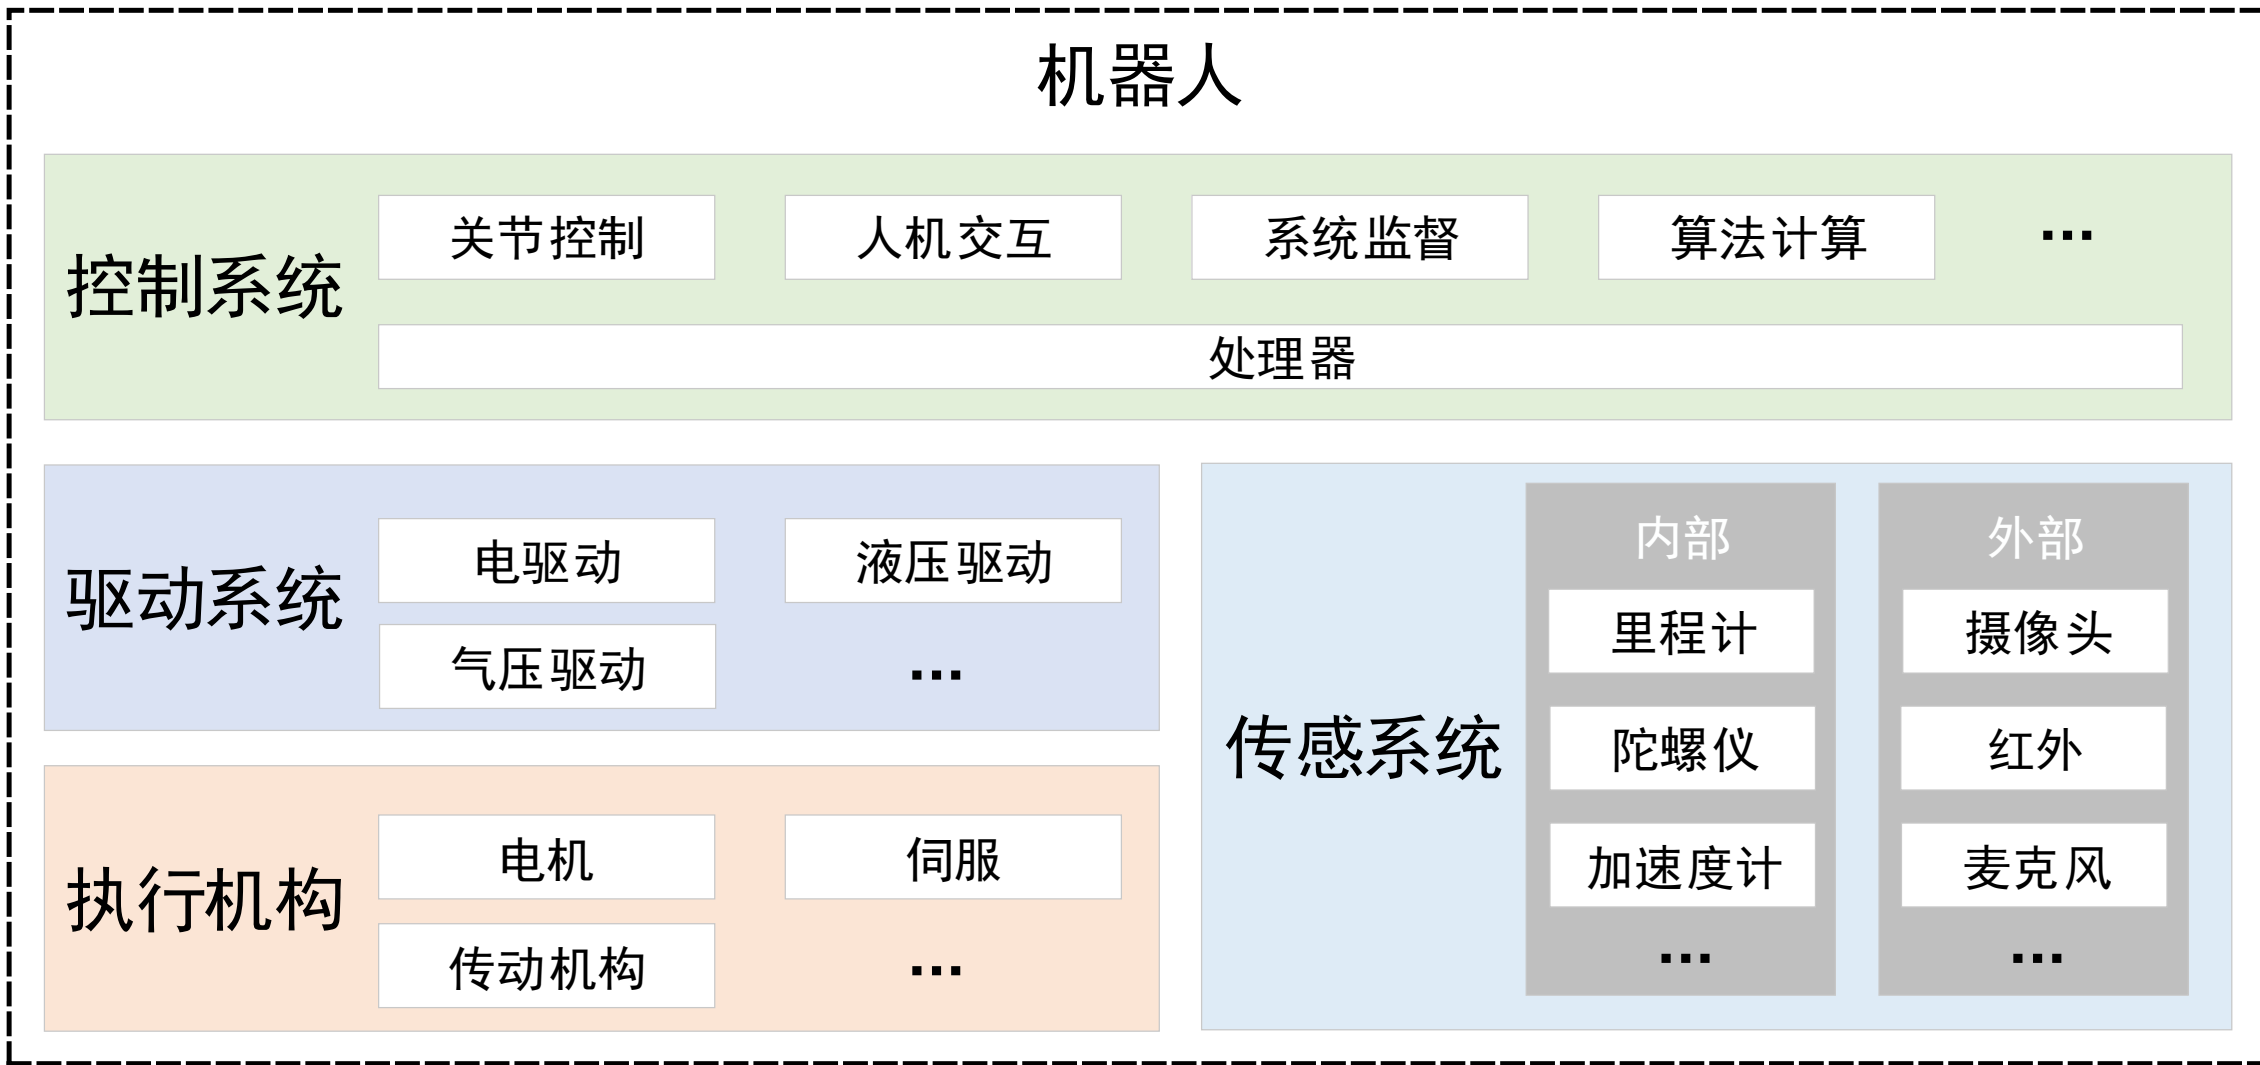 机器人
控制系统
关节控制
人机交互
系统监督
算法计算
...
处理器
驱动系统
电驱动
液压驱动
气压驱动
...
执行机构
电机
伺服
传动机构
...
传感系统
内部
里程计
陀螺仪
加速度计
...
外部
摄像头
红外
麦克风
...